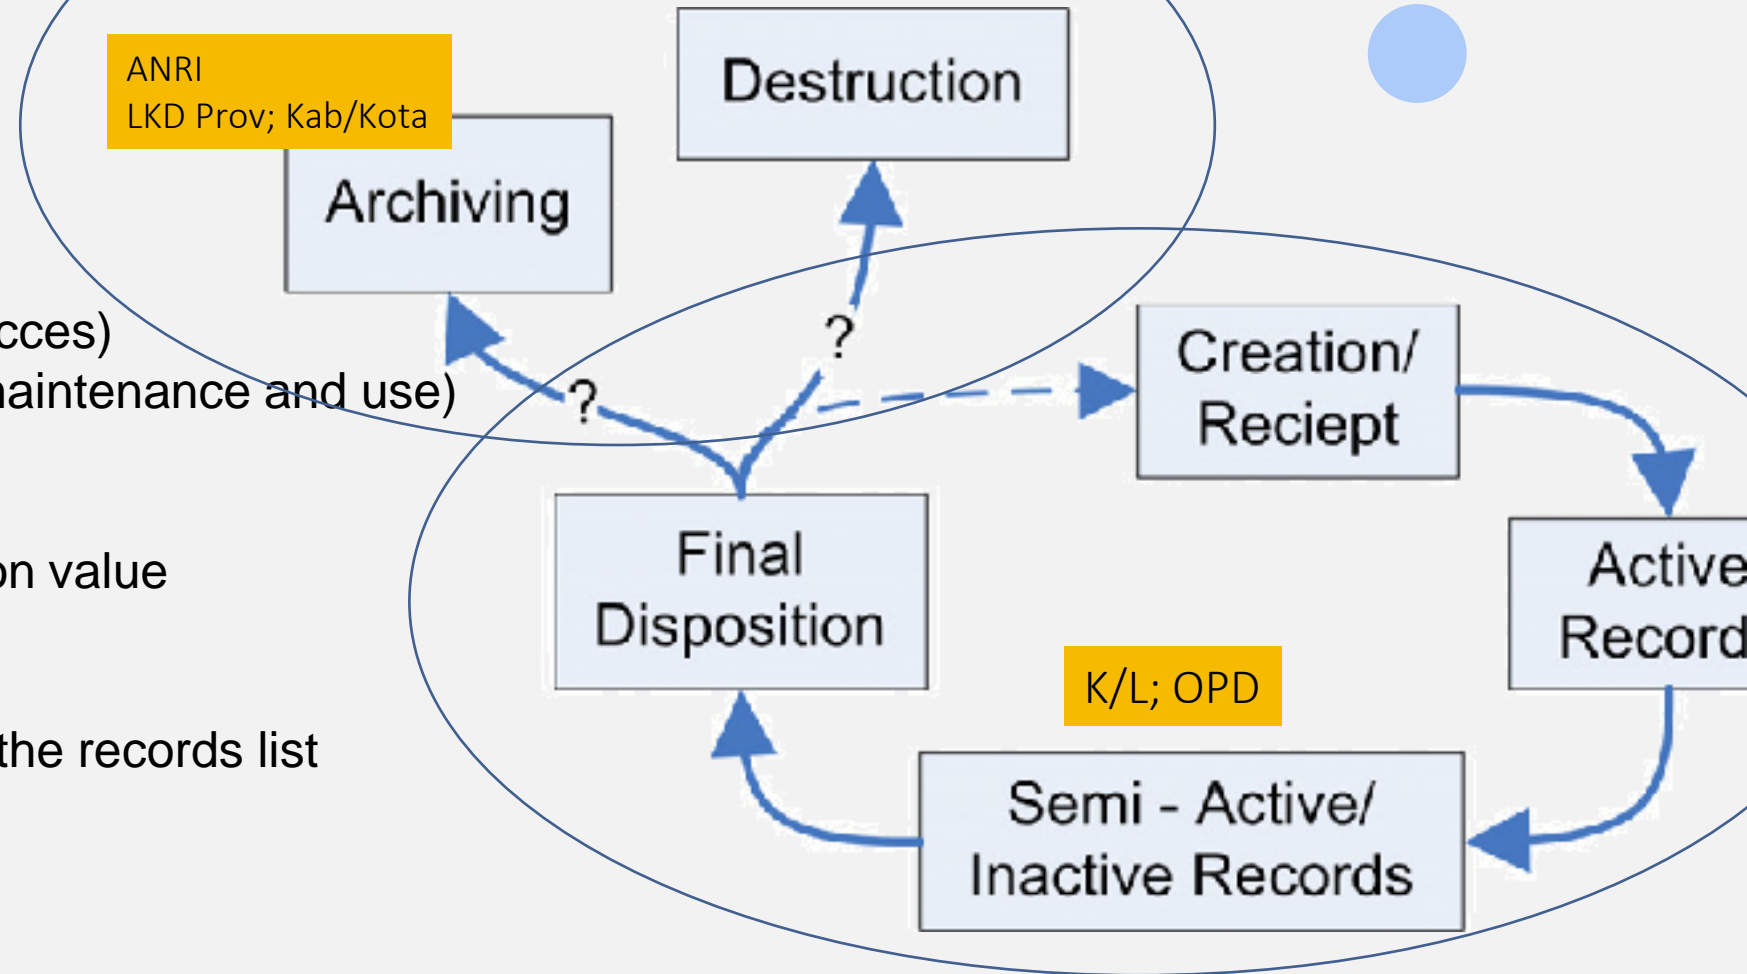 ANRI
LKD Prov; Kab/Kota
Destruction
Archiving
?
?
cces)
naintenance and use)
Creation/
Reciept
Final
Disposition
Active
Record
on value
K/L; OPD
the records list
Semi - Active/
Inactive Records